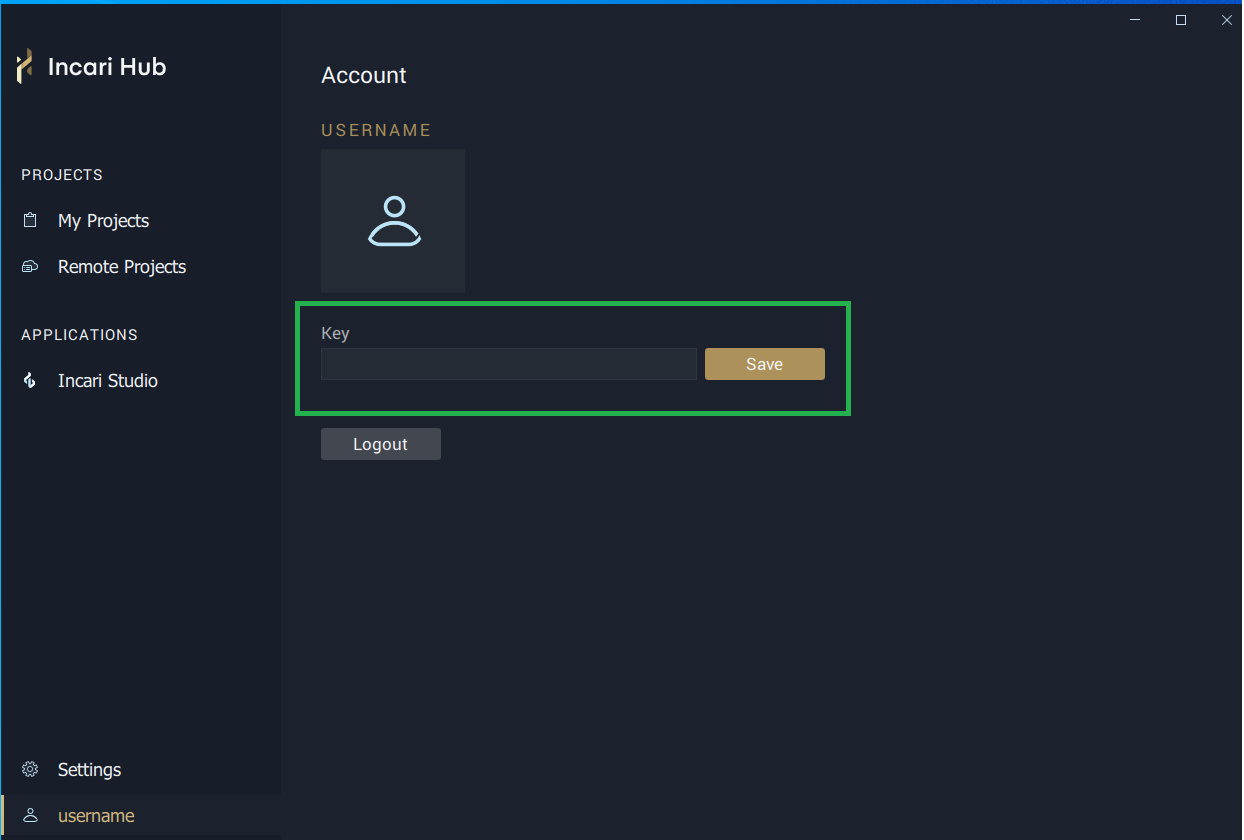 Incari Hub
PROJECTS
My Projects
Remote Projects
APPLICATIONS
Incari Studio
Settings
username
Account
USERNAME
Key
Save
Logout